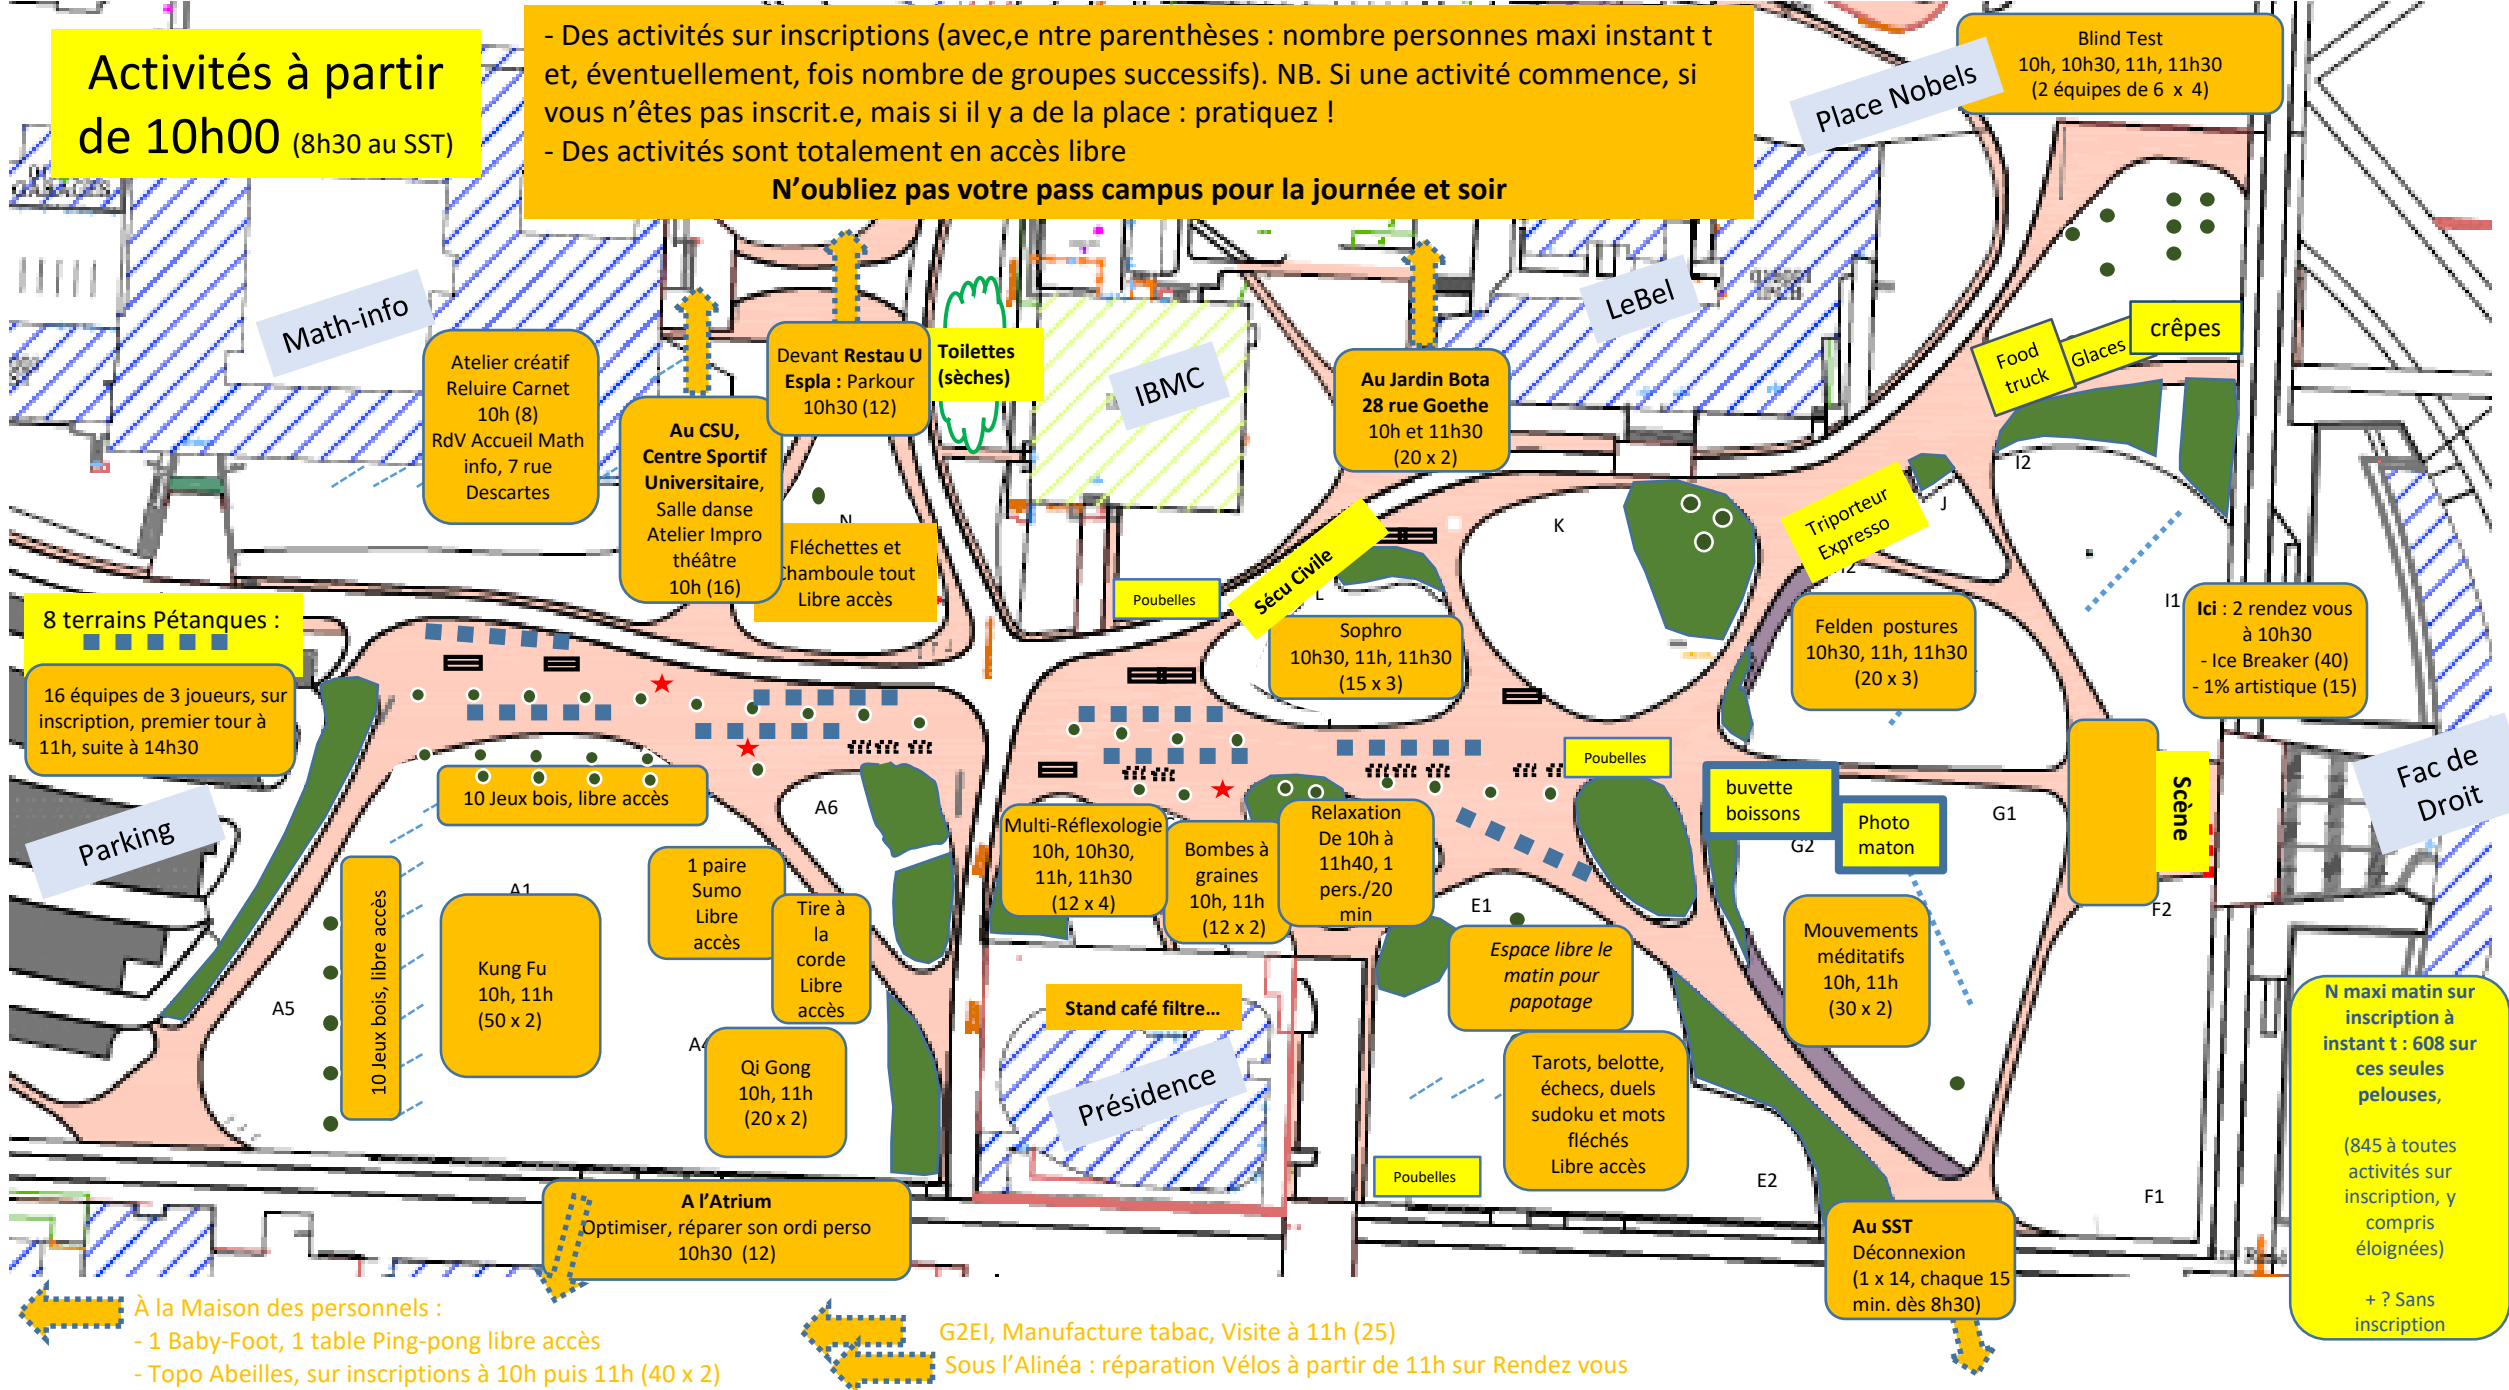 Activités à partir
de 10h00 (8h30 au SST)
- Des activités sur inscriptions (avec,e ntre parenthèses : nombre personnes maxi instant t
et, éventuellement, fois nombre de groupes successifs). NB. Si une activité commence, si
vous n'êtes pas inscrit.e, mais si il y a de la place : pratiquez !
- Des activités sont totalement en accès libre
N'oubliez pas votre pass campus pour la journée et soir
Place Nobels
Blind Test
10h, 10h30, 11h, 11h30
(2 équipes de 6 x 4)
Math-info
Atelier créatif
Reluire Carnet
10h (8)
RdV Accueil Math
info, 7 rue
Descartes
Au CSU,
Centre Sportif
Universitaire,
Salle danse
Atelier Impro
théâtre
10h (16)
Devant Restau U
Espla : Parkour
10h30 (12)
Toilettes
(sèches)
IBMC
Au Jardin Bota
28 rue Goethe
10h et 11h30
(20 x 2)
LeBel
Food
truck
Glaces
crêpes
I2
J
K
N
Triporteur
Expresso
I2
Fléchettes et
Chamboule tout
Libre accès
Poubelles
Sécu Civile
L
Sophro
10h30, 11h, 11h30
(15 x 3)
Felden postures
10h30, 11h, 11h30
(20 x 3)
I1
Ici : 2 rendez vous
à 10h30
- Ice Breaker (40)
- 1% artistique (15)
8 terrains Pétanques :
16 équipes de 3 joueurs, sur
inscription, premier tour à
11h, suite à 14h30
Parking
10 Jeux bois, libre accès
A6
Multi-Réflexologie
10h, 10h30,
11h, 11h30
(12 x 4)
Bombes à
graines
10h, 11h
(12 x 2)
Relaxation
De 10h à
11h40, 1
pers./20
min
Poubelles
buvette
boissons
G2
Photo
maton
G1
Scène
F2
Fac de
Droit
10 Jeux bois, libre accès
A5
A1
Kung Fu
10h, 11h
(50 x 2)
1 paire
Sumo
Libre
accès
Tire à
la
corde
Libre
accès
A4
Qi Gong
10h, 11h
(20 x 2)
Stand café filtre…
Présidence
E1
Espace libre le
matin pour
papotage
Tarots, belotte,
échecs, duels
sudoku et mots
fléchés
Libre accès
Poubelles
E2
Mouvements
méditatifs
10h, 11h
(30 x 2)
F1
N maxi matin sur
inscription à
instant t : 608 sur
ces seules
pelouses,
(845 à toutes
activités sur
inscription, y
compris
éloignées)
+ ? Sans
inscription
A l'Atrium
Optimiser, réparer son ordi perso
10h30 (12)
Au SST
Déconnexion
(1 x 14, chaque 15
min. dès 8h30)
À la Maison des personnels :
- 1 Baby-Foot, 1 table Ping-pong libre accès
- Topo Abeilles, sur inscriptions à 10h puis 11h (40 x 2)
G2EI, Manufacture tabac, Visite à 11h (25)
Sous l'Alinéa : réparation Vélos à partir de 11h sur Rendez vous